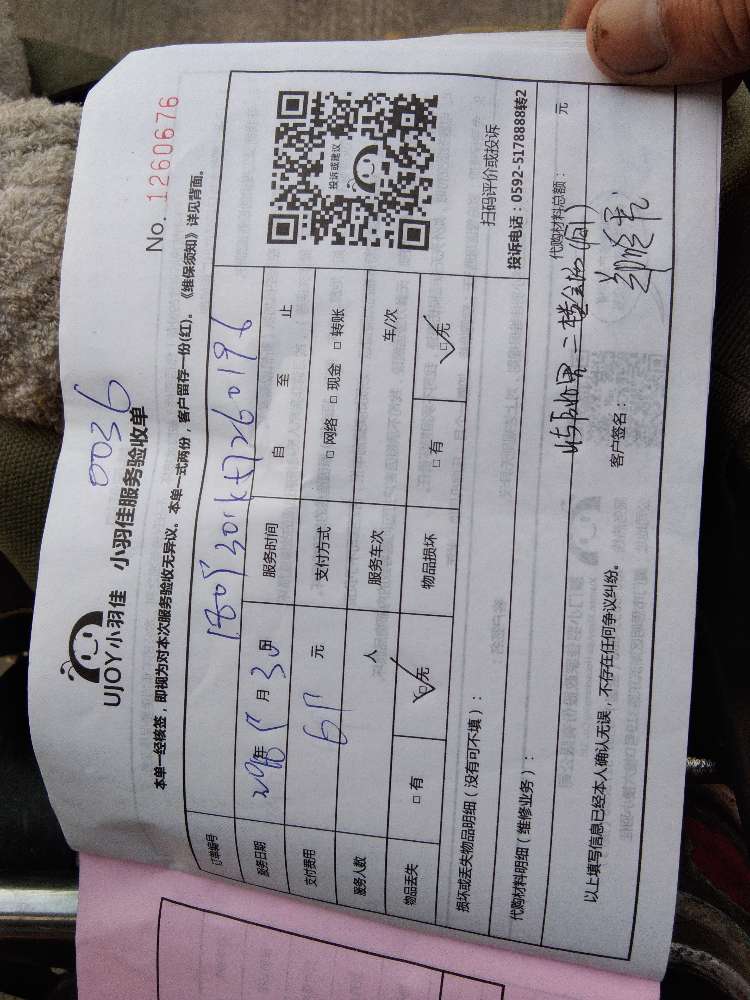 No. 1260676
0036
UJOY小羽佳 小羽佳服务验收单
本单一经核签，即视为对本次服务验收无异议。本单一式两份，客户留存一份(红)。《维保须知》详见背面。
订单编号
服务日期 年 月 30日 服务时间 自 至 止
支付费用 65 元 支付方式 □ 网络 □ 现金 □ 转账
服务人数 人 服务车次 车/次
物品丢失 □ 有 □ 无 物品损坏 □ 有 □ 无
投诉或建议
扫码评价或投诉
投诉电话：0592-5178888转2
损坏或丢失物品明细（没有可不填）：
代购材料明细（维修业务）： 代购材料总额： 元
以上填写信息已经本人确认无误，不存在任何争议纠纷。 客户签名：